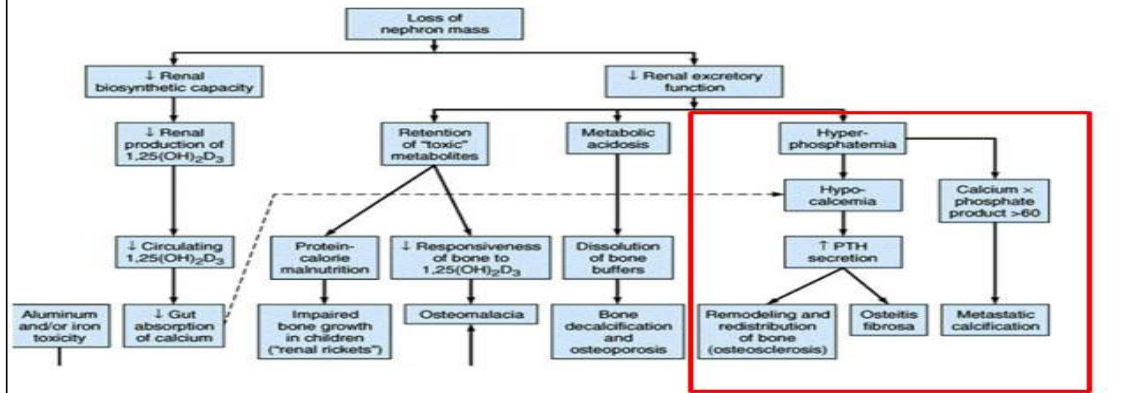 Loss of
nephron mass
↓ Renal
biosynthetic capacity
↓ Renal excretory
function
↓ Renal
production of
1,25(OH)₂D₃
Retention
of "toxic"
metabolites
Metabolic
acidosis
Hyper-
phosphatemia
Hypo-
calcemia
Calcium ×
phosphate
product >60
↓ Circulating
1,25(OH)₂D₃
Protein-
calorie
malnutrition
↓ Responsiveness
of bone to
1,25(OH)₂D₃
Dissolution
of bone
buffers
↑ PTH
secretion
Aluminum
and/or iron
toxicity
↓ Gut
absorption
of calcium
Impaired
bone growth
in children
("renal rickets")
Osteomalacia
Bone
decalcification
and
osteoporosis
Remodeling and
redistribution
of bone
(osteosclerosis)
Osteitis
fibrosa
Metastatic
calcification